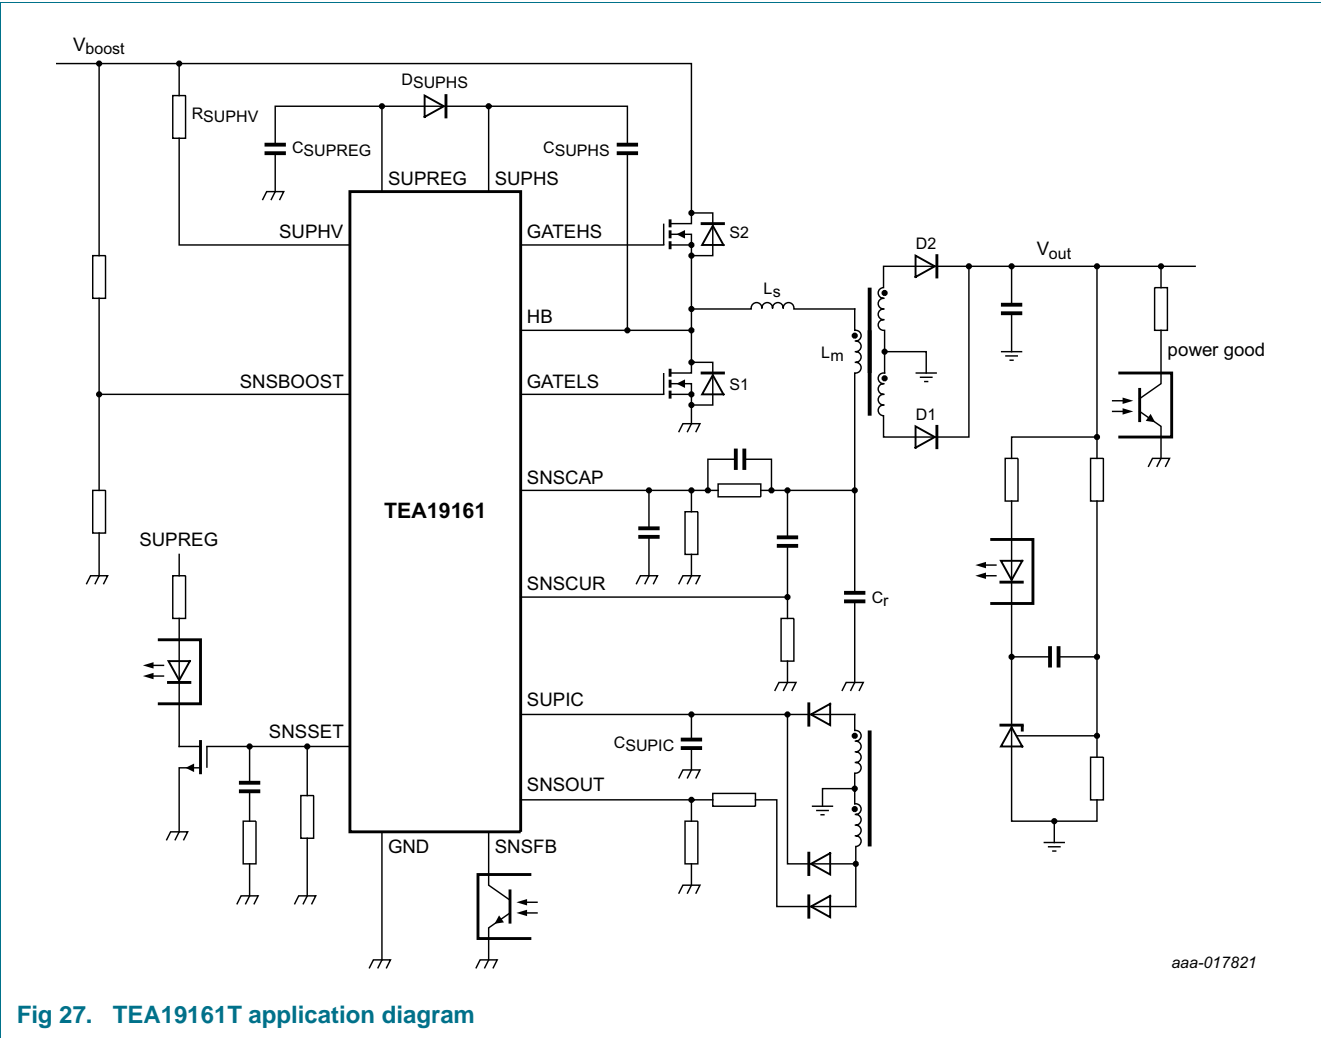 Vboost
DSUPHS
RSUPHV
CSUPREG
CSUPHS
SUPREG
SUPHS
SUPHV
GATEHS
S2
D2
Vout
Ls
HB
Lm
power good
SNSBOOST
GATELS
S1
D1
SNSCAP
TEA19161
SUPREG
SNSCUR
Cr
SUPIC
SNSSET
CSUPIC
SNSOUT
GND
SNSFB
aaa-017821
Fig 27. TEA19161T application diagram